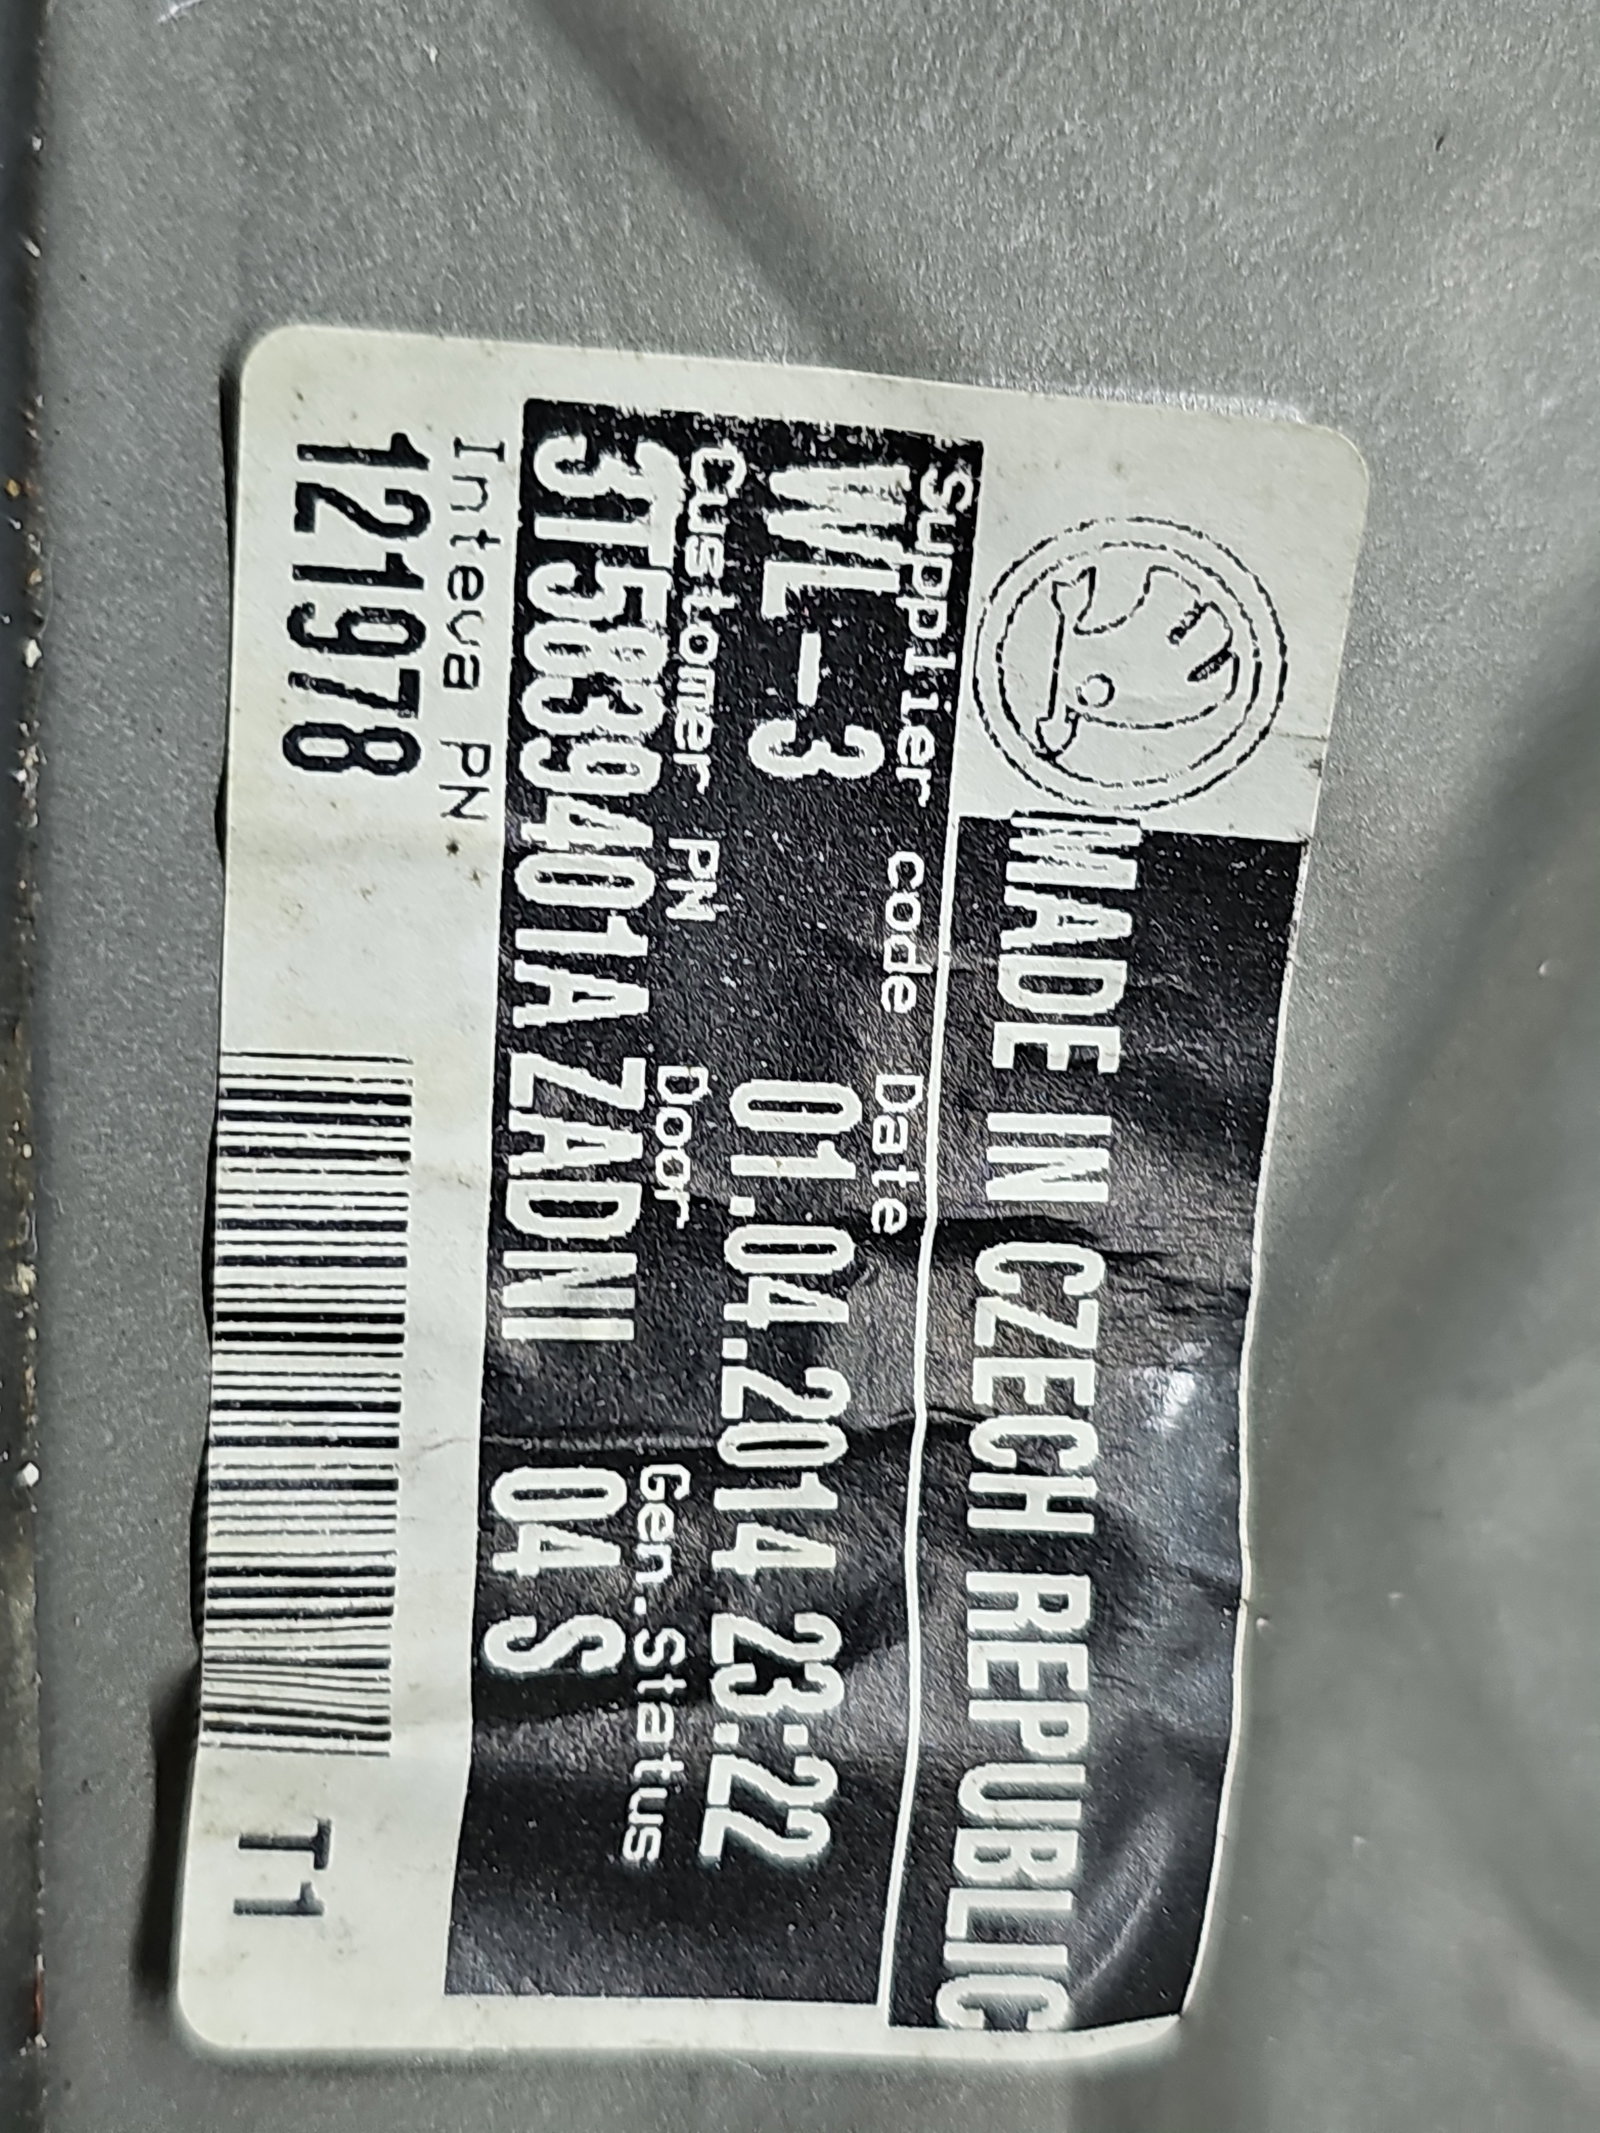 MADE IN CZECH REPUBLIC
Supplier code Date
WL-3 01.04.2014 23:22
Customer PN Door Gen.Status
3T5839401A ZADNI 04 S
Inteva PN
121978
T1